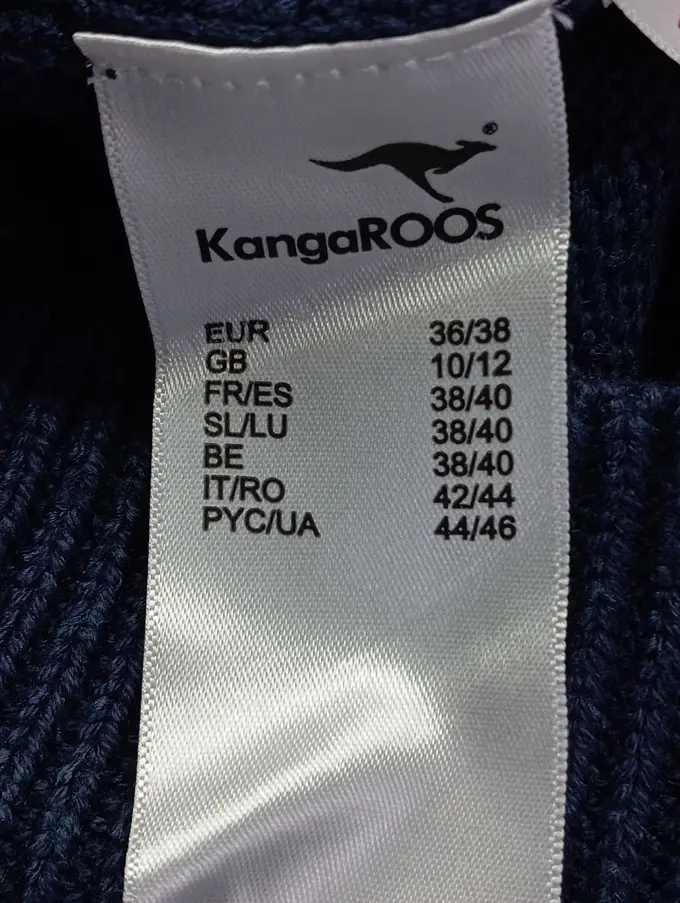 ®
KangaROOS
EUR 36/38
GB 10/12
FR/ES 38/40
SL/LU 38/40
BE 38/40
IT/RO 42/44
PYC/UA 44/46